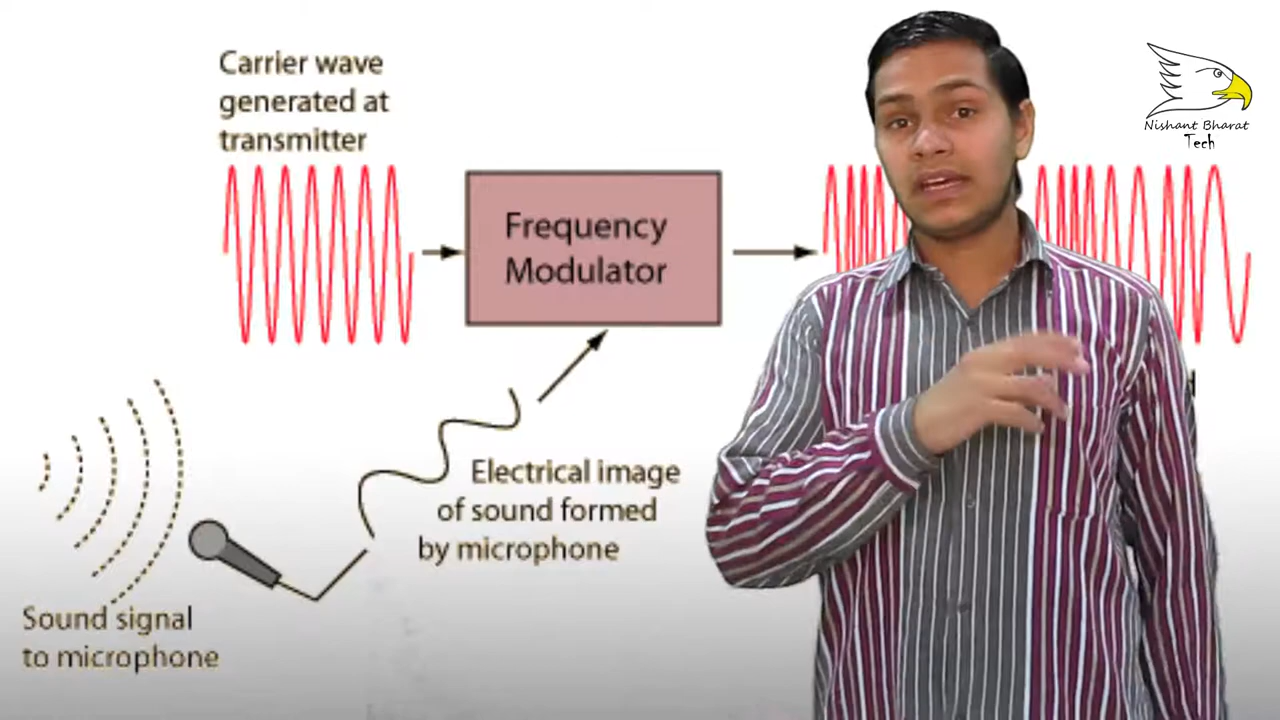 Carrier wave
generated at
transmitter
Frequency
Modulator
Electrical image
of sound formed
by microphone
Sound signal
to microphone
Nishant Bharat
Tech